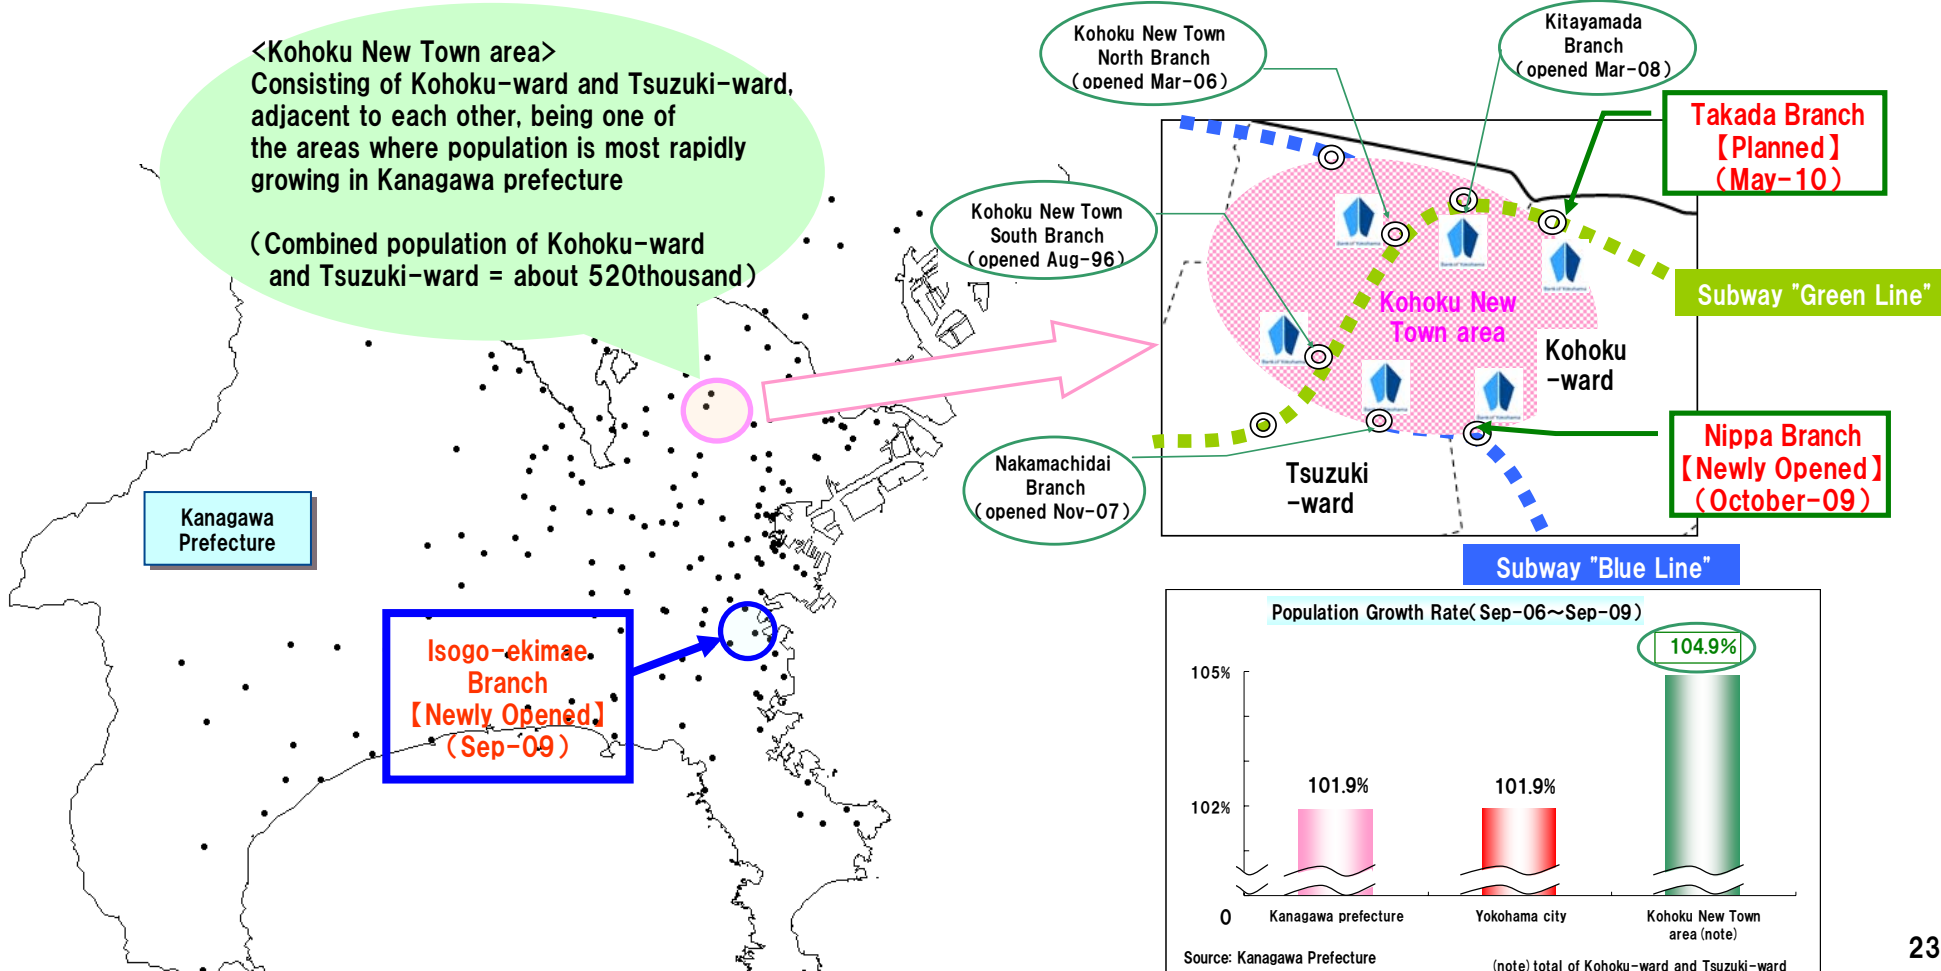 <Kohoku New Town area>
Consisting of Kohoku-ward and Tsuzuki-ward,
adjacent to each other, being one of
the areas where population is most rapidly
growing in Kanagawa prefecture
(Combined population of Kohoku-ward
and Tsuzuki-ward = about 520thousand)
Kohoku New Town
North Branch
(opened Mar-06)
Kitayamada
Branch
(opened Mar-08)
Takada Branch
【Planned】
(May-10)
Kohoku New Town
South Branch
(opened Aug-96)
Subway "Green Line"
Kohoku New
Town area
Kohoku
-ward
Nakamachidai
Branch
(opened Nov-07)
Tsuzuki
-ward
Nippa Branch
【Newly Opened】
(October-09)
Subway "Blue Line"
Kanagawa
Prefecture
Isogo-ekimae
Branch
【Newly Opened】
(Sep-09)
Population Growth Rate(Sep-06～Sep-09)
104.9%
105%
101.9%
101.9%
102%
0
Kanagawa prefecture
Yokohama city
Kohoku New Town
area (note)
Source: Kanagawa Prefecture
(note) total of Kohoku-ward and Tsuzuki-ward
23